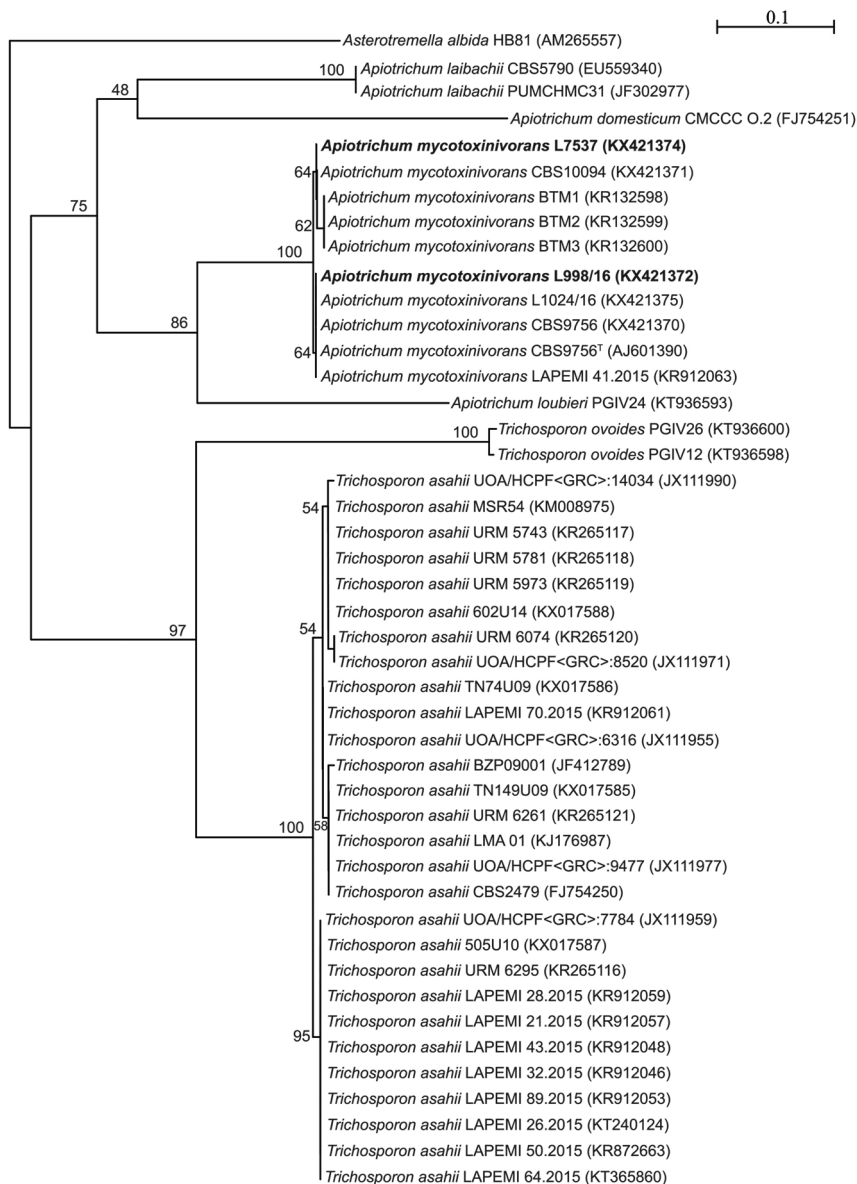 0.1
Asterotremella albida HB81 (AM265557)
100
Apiotrichum laibachii CBS5790 (EU559340)
Apiotrichum laibachii PUMCHMC31 (JF302977)
48
Apiotrichum domesticum CMCCC O.2 (FJ754251)
Apiotrichum mycotoxinivorans L7537 (KX421374)
64
Apiotrichum mycotoxinivorans CBS10094 (KX421371)
Apiotrichum mycotoxinivorans BTM1 (KR132598)
75
62
Apiotrichum mycotoxinivorans BTM2 (KR132599)
Apiotrichum mycotoxinivorans BTM3 (KR132600)
100
Apiotrichum mycotoxinivorans L998/16 (KX421372)
Apiotrichum mycotoxinivorans L1024/16 (KX421375)
86
Apiotrichum mycotoxinivorans CBS9756 (KX421370)
64
Apiotrichum mycotoxinivorans CBS9756ᵀ (AJ601390)
Apiotrichum mycotoxinivorans LAPEMI 41.2015 (KR912063)
Apiotrichum loubieri PGIV24 (KT936593)
100
Trichosporon ovoides PGIV26 (KT936600)
Trichosporon ovoides PGIV12 (KT936598)
Trichosporon asahii UOA/HCPF<GRC>:14034 (JX111990)
54
Trichosporon asahii MSR54 (KM008975)
Trichosporon asahii URM 5743 (KR265117)
Trichosporon asahii URM 5781 (KR265118)
Trichosporon asahii URM 5973 (KR265119)
Trichosporon asahii 602U14 (KX017588)
97
54
Trichosporon asahii URM 6074 (KR265120)
Trichosporon asahii UOA/HCPF<GRC>:8520 (JX111971)
Trichosporon asahii TN74U09 (KX017586)
Trichosporon asahii LAPEMI 70.2015 (KR912061)
Trichosporon asahii UOA/HCPF<GRC>:6316 (JX111955)
Trichosporon asahii BZP09001 (JF412789)
Trichosporon asahii TN149U09 (KX017585)
Trichosporon asahii URM 6261 (KR265121)
100
58
Trichosporon asahii LMA 01 (KJ176987)
Trichosporon asahii UOA/HCPF<GRC>:9477 (JX111977)
Trichosporon asahii CBS2479 (FJ754250)
Trichosporon asahii UOA/HCPF<GRC>:7784 (JX111959)
Trichosporon asahii 505U10 (KX017587)
Trichosporon asahii URM 6295 (KR265116)
Trichosporon asahii LAPEMI 28.2015 (KR912059)
Trichosporon asahii LAPEMI 21.2015 (KR912057)
95
Trichosporon asahii LAPEMI 43.2015 (KR912048)
Trichosporon asahii LAPEMI 32.2015 (KR912046)
Trichosporon asahii LAPEMI 89.2015 (KR912053)
Trichosporon asahii LAPEMI 26.2015 (KT240124)
Trichosporon asahii LAPEMI 50.2015 (KR872663)
Trichosporon asahii LAPEMI 64.2015 (KT365860)